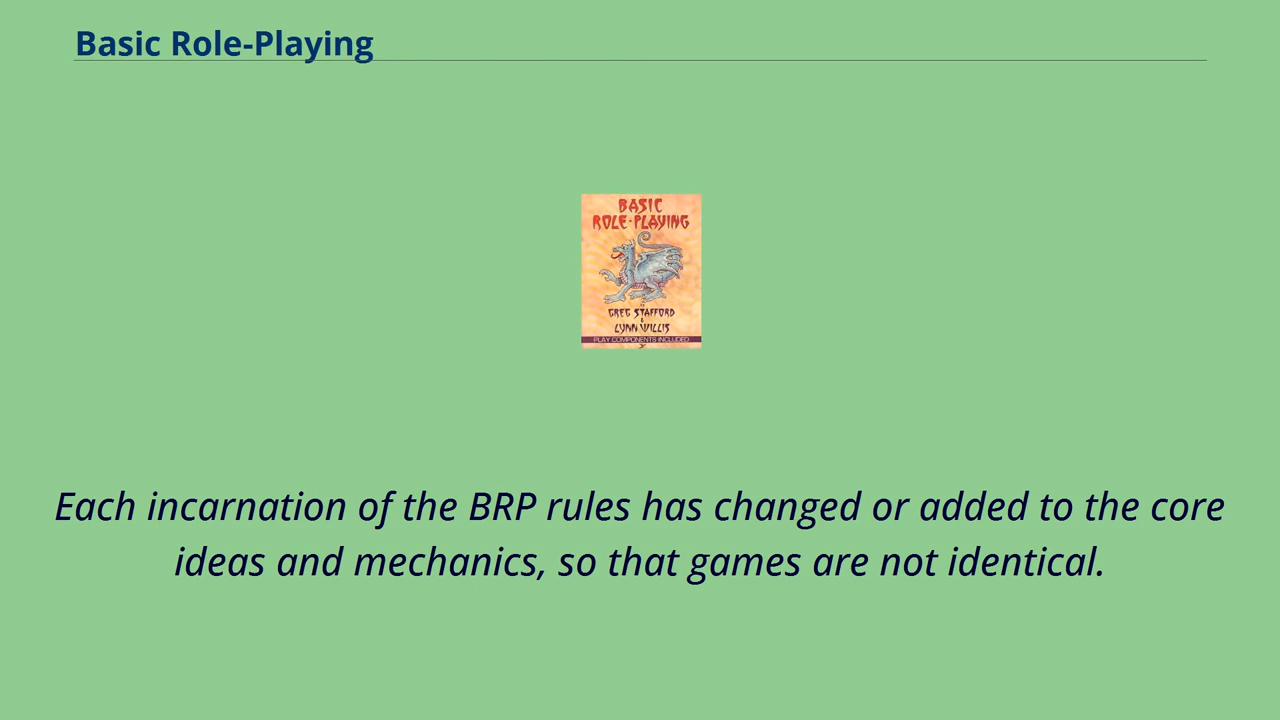 Basic Role-Playing
BASIC
ROLE-PLAYING
GREG STAFFORD
&
LYNN WILLIS
PLAY COMPONENTS INCLUDED
Each incarnation of the BRP rules has changed or added to the core
ideas and mechanics, so that games are not identical.